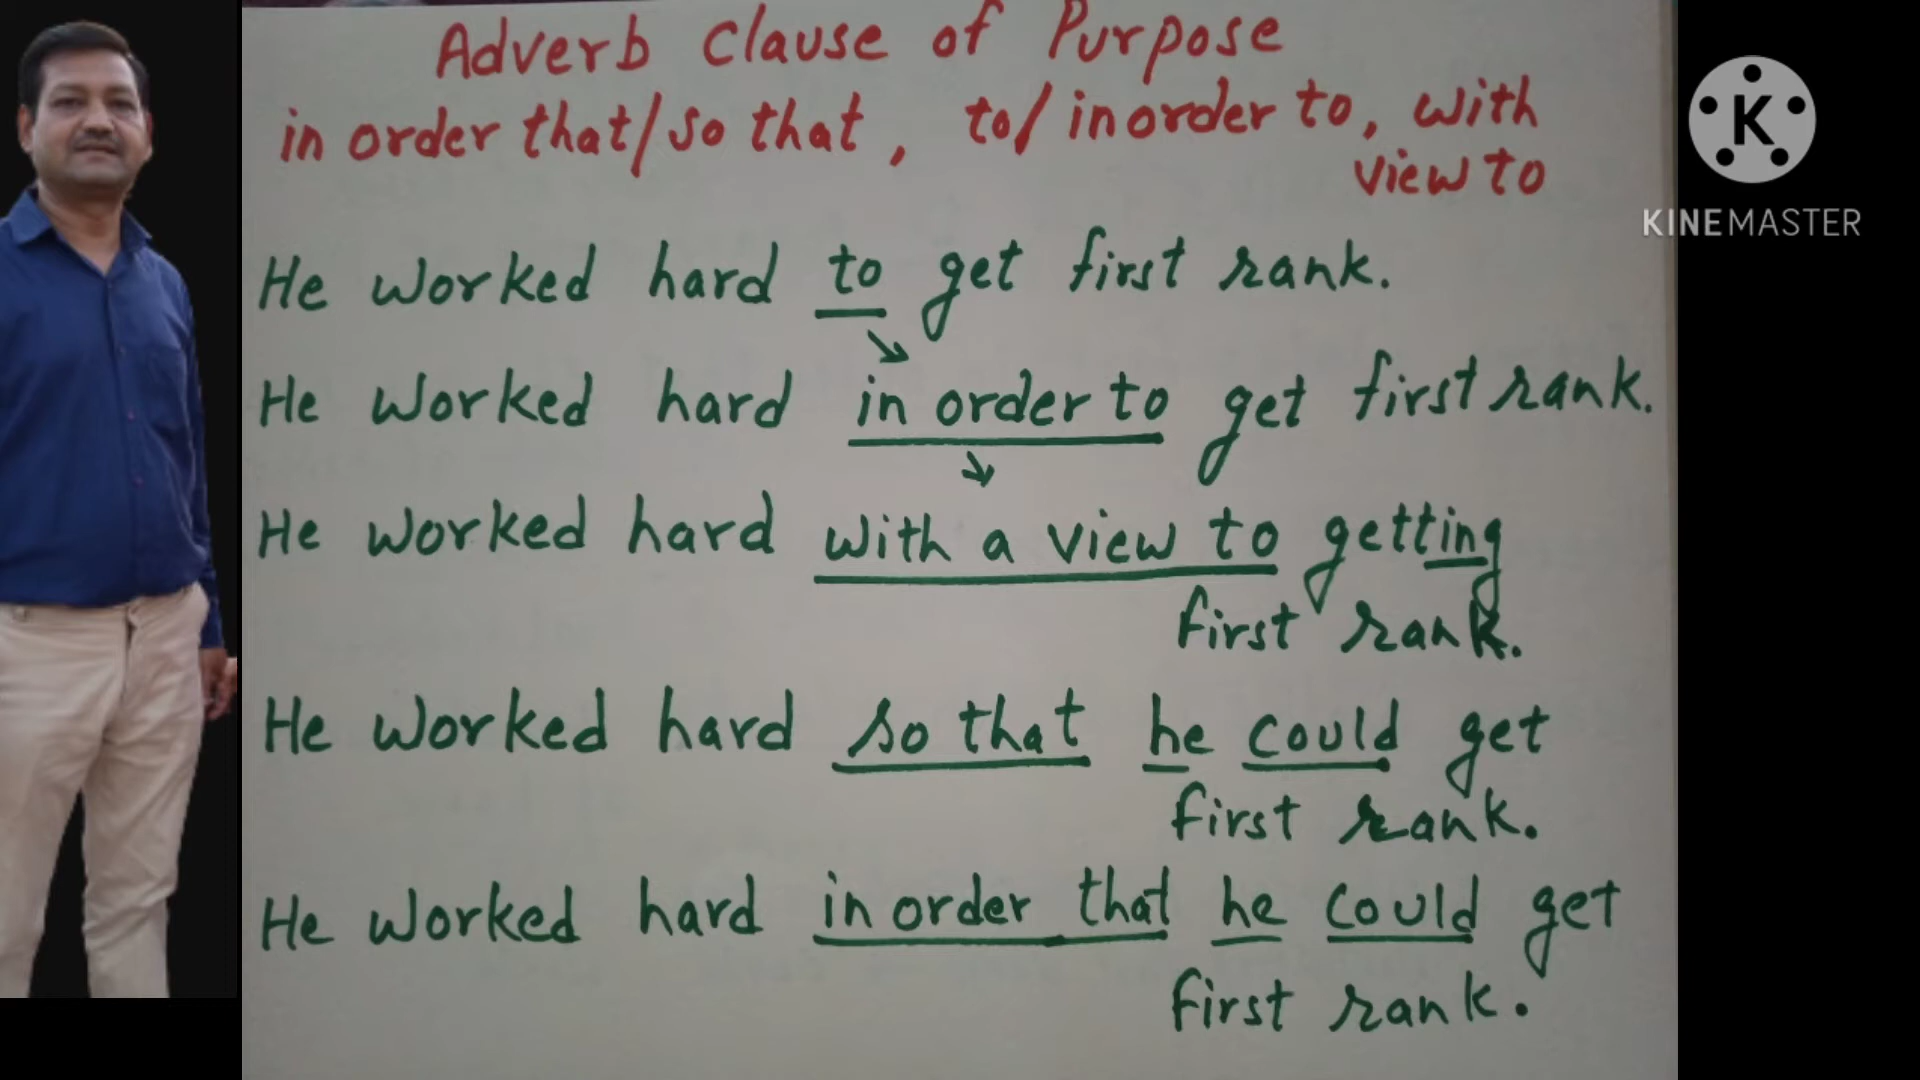 Adverb Clause of Purpose
in order that/so that, to/in order to, with
view to
He worked hard to get first rank.
He worked hard in order to get first rank.
He worked hard with a view to getting
first rank.
He worked hard so that he could get
first rank.
He worked hard in order that he could get
first rank.
K
KINEMASTER